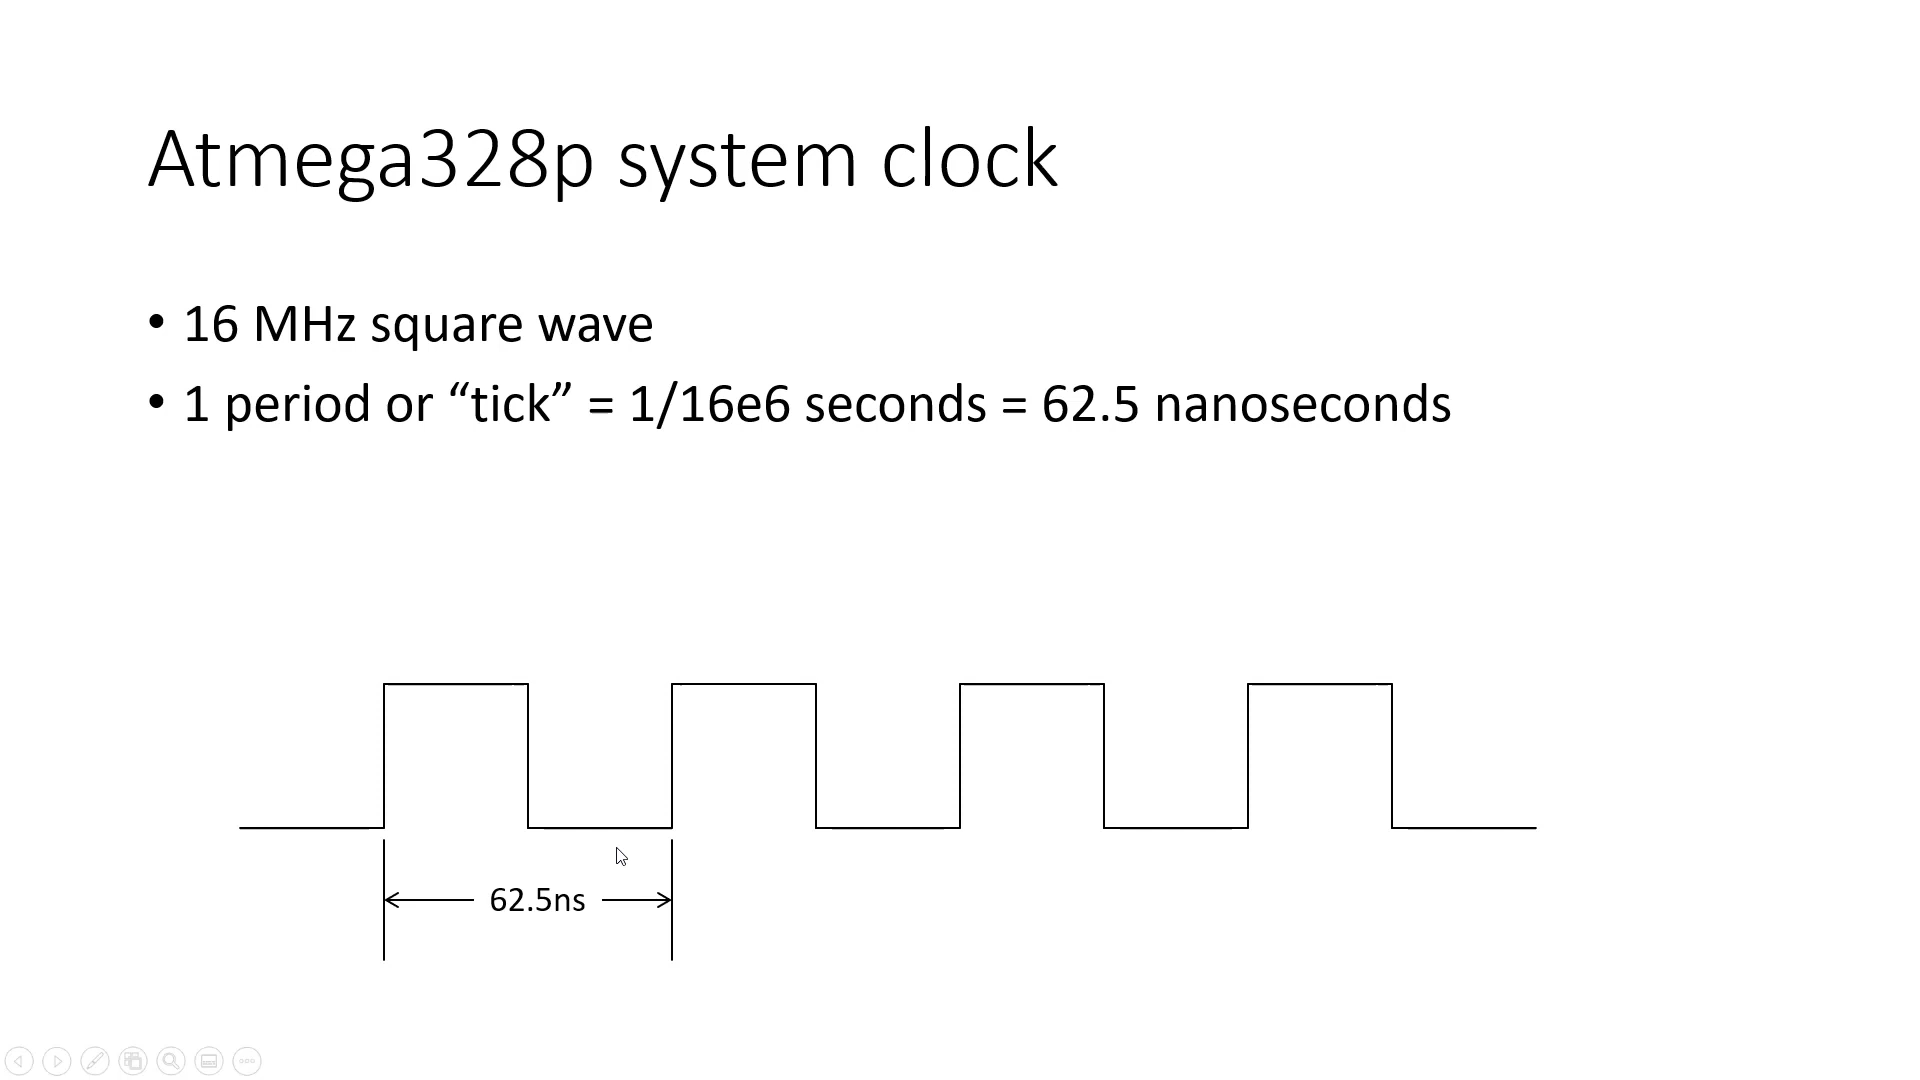 Atmega328p system clock
• 16 MHz square wave
• 1 period or “tick” = 1/16e6 seconds = 62.5 nanoseconds
62.5ns